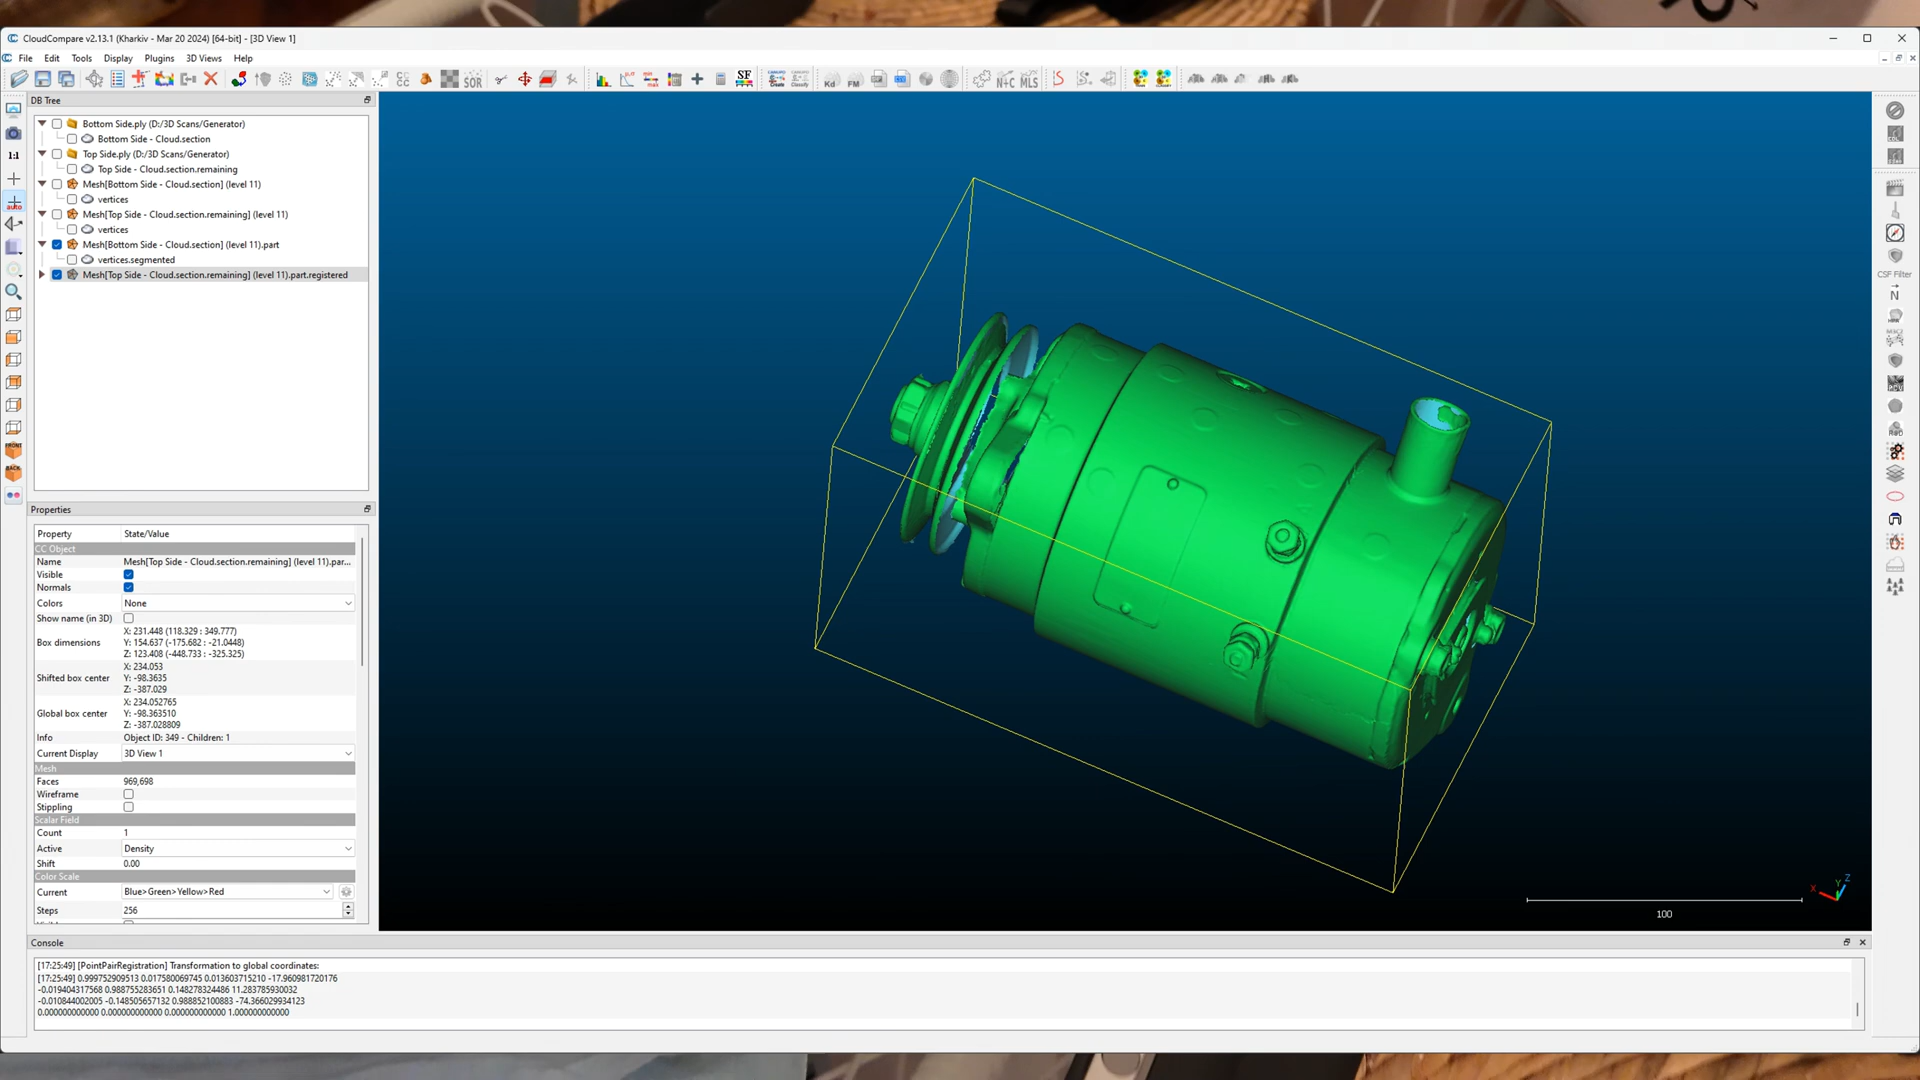 CloudCompare v2.13.1 (Kharkiv - Mar 20 2024) [64-bit] - [3D View 1]
File Edit Tools Display Plugins 3D Views Help
SOR SF Kd FM N+C MLS
DB Tree
Bottom Side.ply (D:/3D Scans/Generator)
Bottom Side - Cloud.section
Top Side.ply (D:/3D Scans/Generator)
Top Side - Cloud.section.remaining
Mesh[Bottom Side - Cloud.section] (level 11)
vertices
Mesh[Top Side - Cloud.section.remaining] (level 11)
vertices
Mesh[Bottom Side - Cloud.section] (level 11).part
vertices.segmented
Mesh[Top Side - Cloud.section.remaining] (level 11).part.registered
1:1
auto
FRONT
BACK
CSF Filter
N
Properties
Property State/Value
CC Object
Name Mesh[Top Side - Cloud.section.remaining] (level 11).par...
Visible
Normals
Colors None
Show name (in 3D)
Box dimensions
X: 231.448 (118.329 : 349.777)
Y: 154.637 (-175.682 : -21.0448)
Z: 123.408 (-448.733 : -325.325)
Shifted box center
X: 234.053
Y: -98.3635
Z: -387.029
Global box center
X: 234.052765
Y: -98.363510
Z: -387.028809
Info Object ID: 349 - Children: 1
Current Display 3D View 1
Mesh
Faces 969,698
Wireframe
Stippling
Scalar Field
Count 1
Active Density
Shift 0.00
Color Scale
Current Blue>Green>Yellow>Red
Steps 256
X Y Z
100
Console
[17:25:49] [PointPairRegistration] Transformation to global coordinates:
[17:25:49] 0.999752909513 0.017580069745 0.013603715210 -17.960981720176
-0.019404317568 0.988755283651 0.148278324486 11.283785930032
-0.010844002005 -0.148505657132 0.988852100883 -74.366029934123
0.000000000000 0.000000000000 0.000000000000 1.000000000000